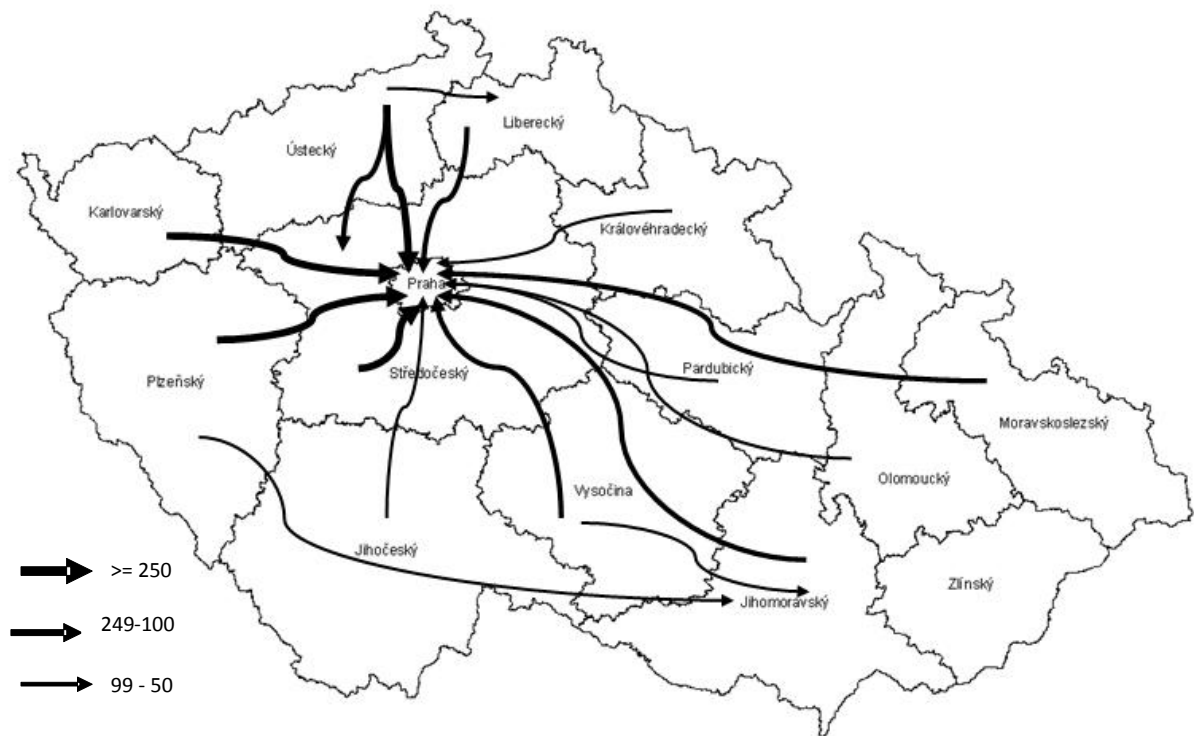 Liberecký
Ústecký
Karlovarský
Královéhradecký
Praha
Pardubický
Středočeský
Plzeňský
Moravskoslezský
Olomoucký
Vysočina
Jihočeský
Zlínský
Jihomoravský
>= 250
249-100
99 - 50